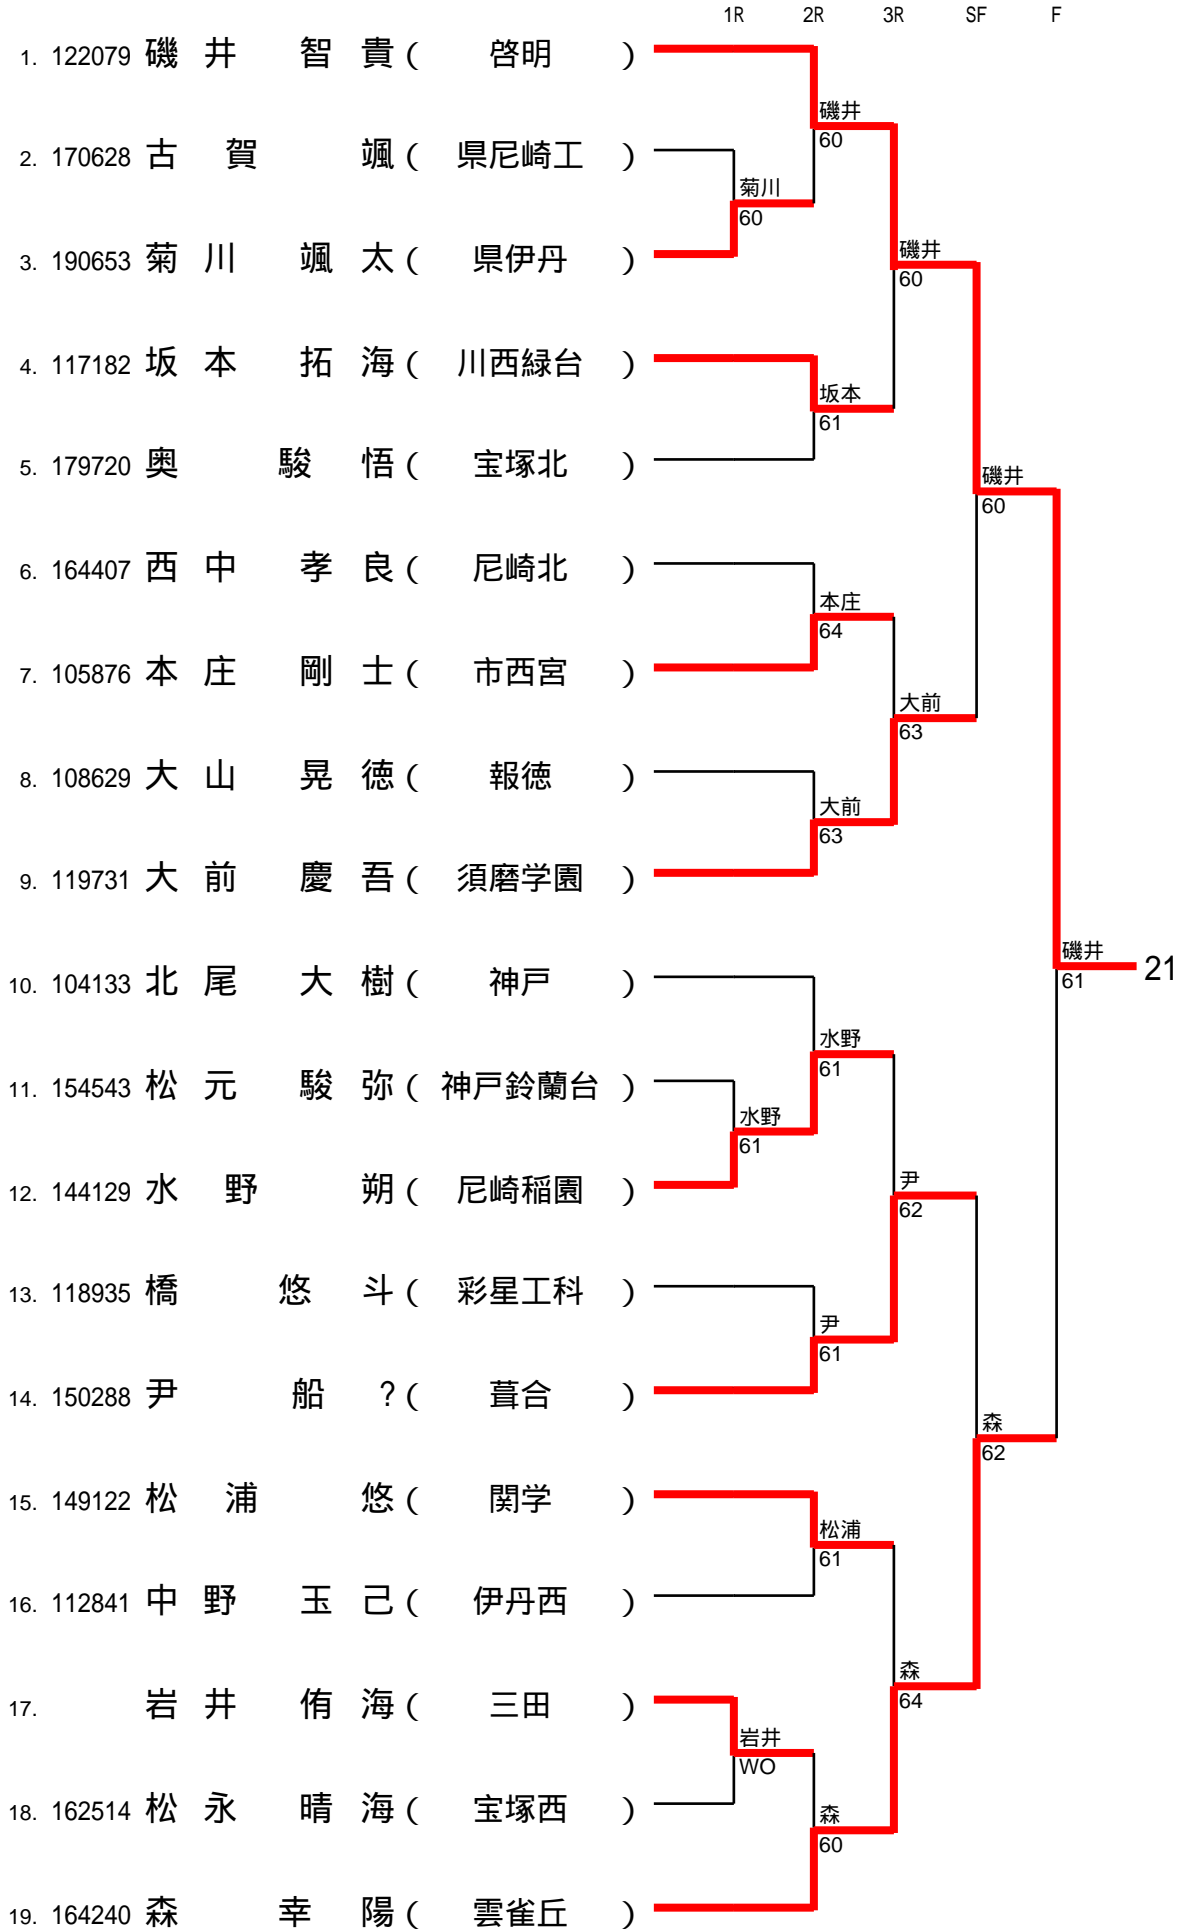 1R 2R 3R SF F
1. 122079 磯 井 智 貴 ( 啓明 )
磯井
60
2. 170628 古 賀 颯 ( 県尼崎工 )
菊川
60
3. 190653 菊 川 颯 太 ( 県伊丹 )
磯井
60
4. 117182 坂 本 拓 海 ( 川西緑台 )
坂本
61
5. 179720 奥 駿 悟 ( 宝塚北 )
磯井
60
6. 164407 西 中 孝 良 ( 尼崎北 )
本庄
64
7. 105876 本 庄 剛 士 ( 市西宮 )
大前
63
8. 108629 大 山 晃 徳 ( 報徳 )
大前
63
9. 119731 大 前 慶 吾 ( 須磨学園 )
磯井
61
21
10. 104133 北 尾 大 樹 ( 神戸 )
水野
61
11. 154543 松 元 駿 弥 ( 神戸鈴蘭台 )
水野
61
12. 144129 水 野 朔 ( 尼崎稲園 )
尹
62
13. 118935 橋 悠 斗 ( 彩星工科 )
尹
61
14. 150288 尹 船 ? ( 葺合 )
森
62
15. 149122 松 浦 悠 ( 関学 )
松浦
61
16. 112841 中 野 玉 己 ( 伊丹西 )
森
64
17. 岩 井 侑 海 ( 三田 )
岩井
WO
18. 162514 松 永 晴 海 ( 宝塚西 )
森
60
19. 164240 森 幸 陽 ( 雲雀丘 )